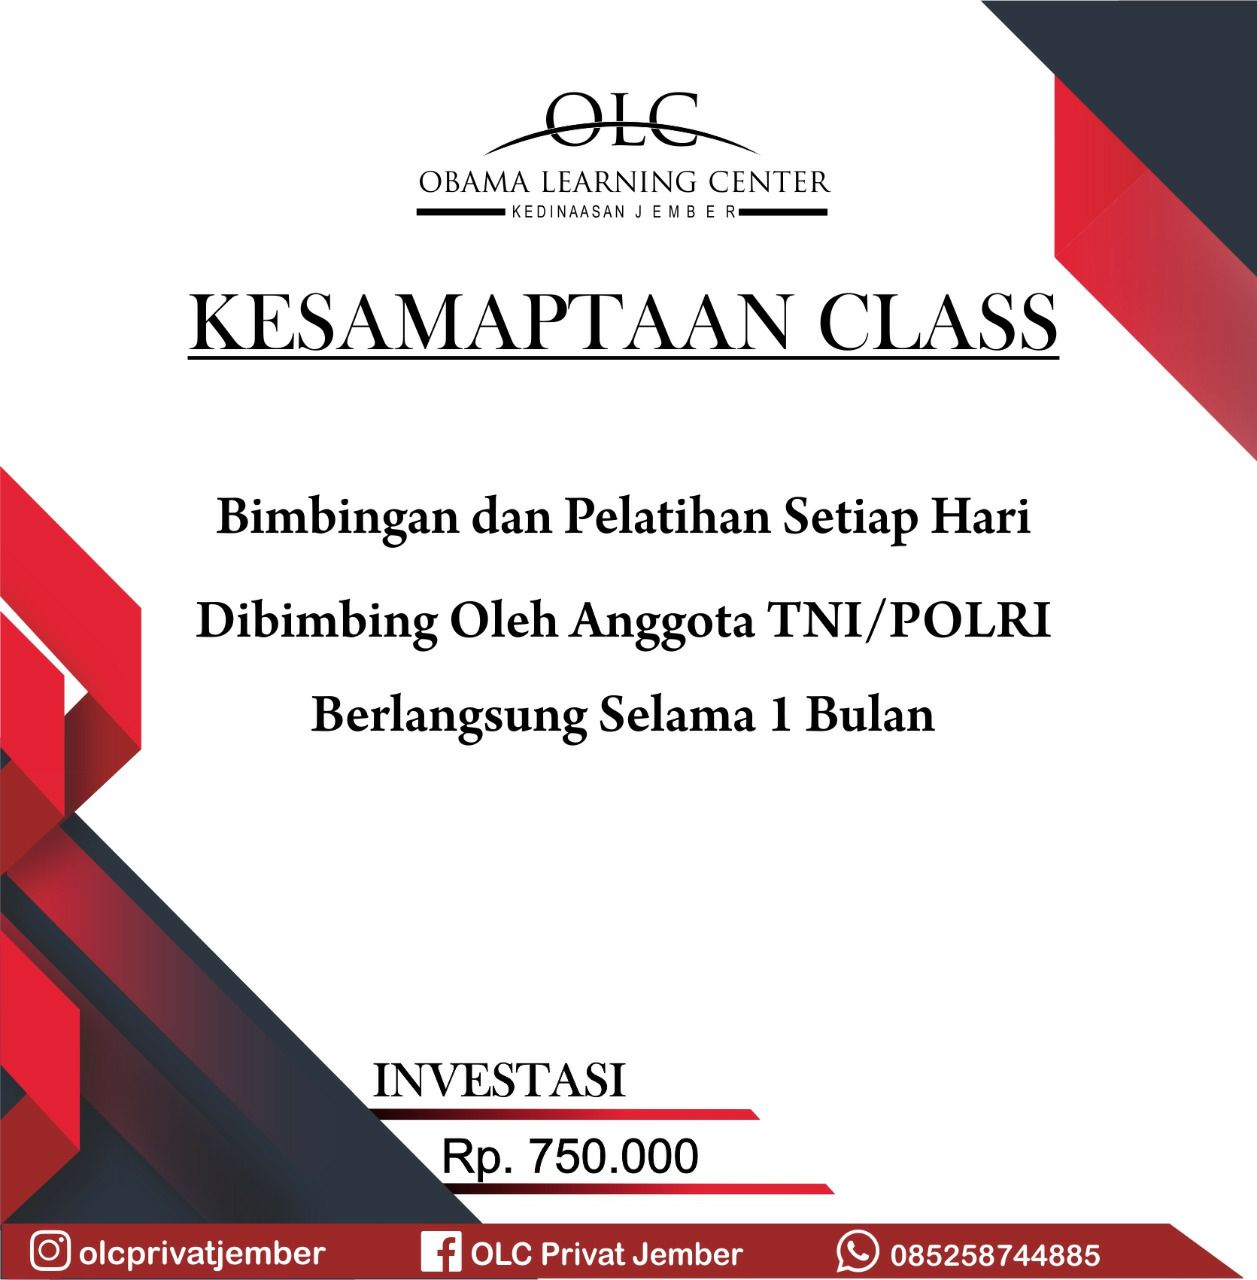 OLC
OBAMA LEARNING CENTER
KEDINAASAN JEMBER
KESAMAPTAAN CLASS
Bimbingan dan Pelatihan Setiap Hari
Dibimbing Oleh Anggota TNI/POLRI
Berlangsung Selama 1 Bulan
INVESTASI
Rp. 750.000
olcprivatjember OLC Privat Jember 085258744885